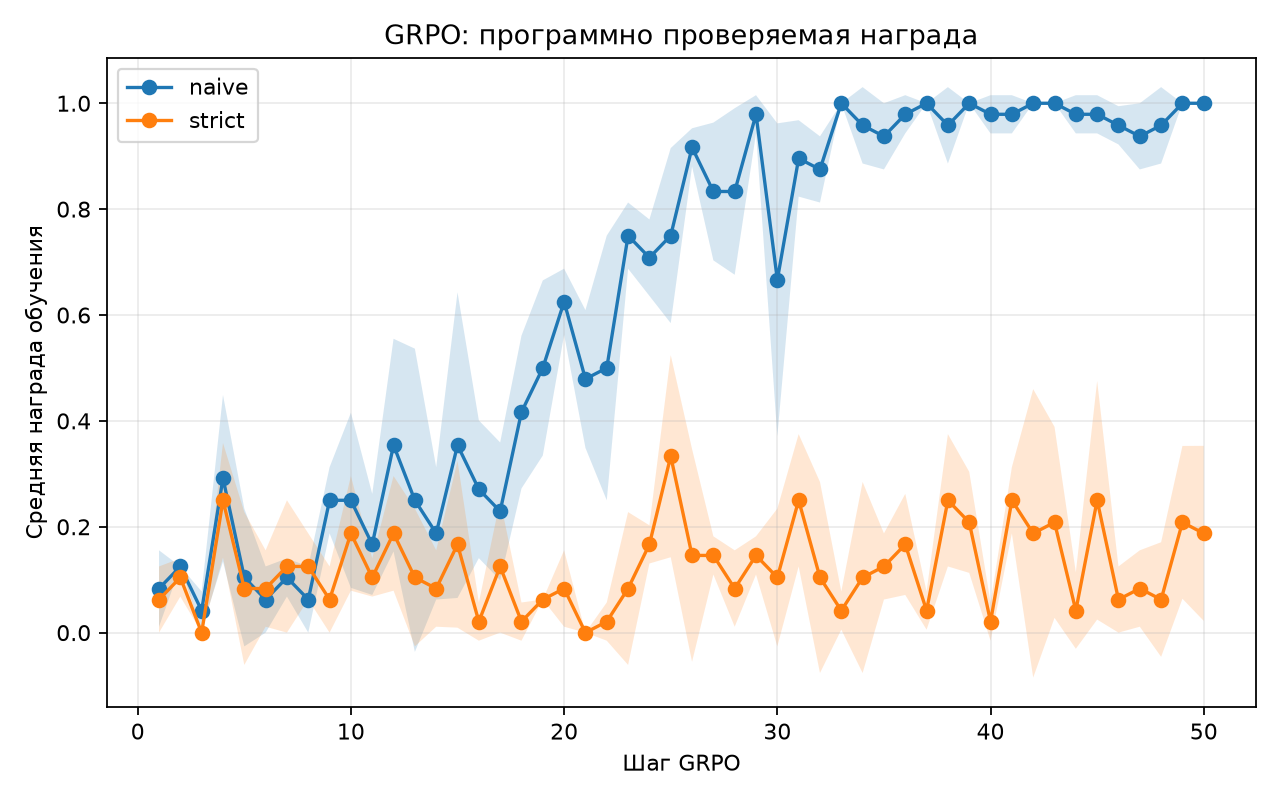 GRPO: программно проверяемая награда
naive
strict
Средняя награда обучения
1.0
0.8
0.6
0.4
0.2
0.0
0 10 20 30 40 50
Шаг GRPO